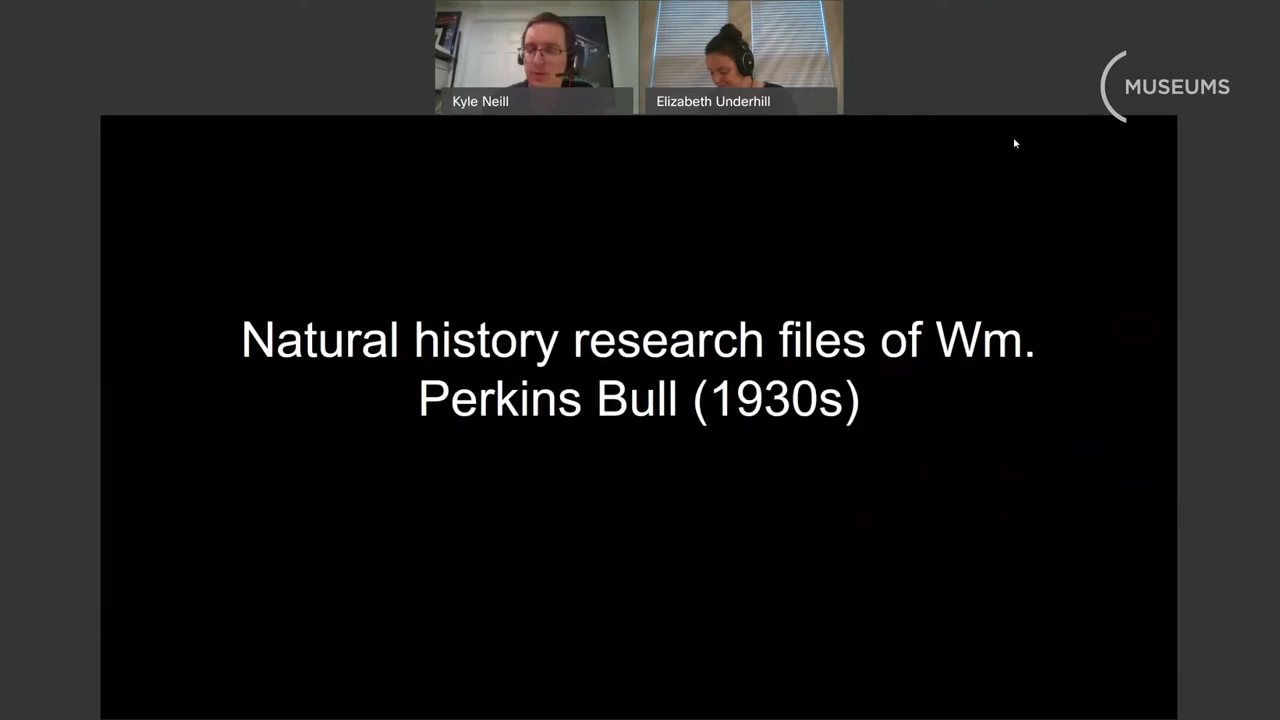 Kyle Neill
Elizabeth Underhill
MUSEUMS
Natural history research files of Wm.
Perkins Bull (1930s)